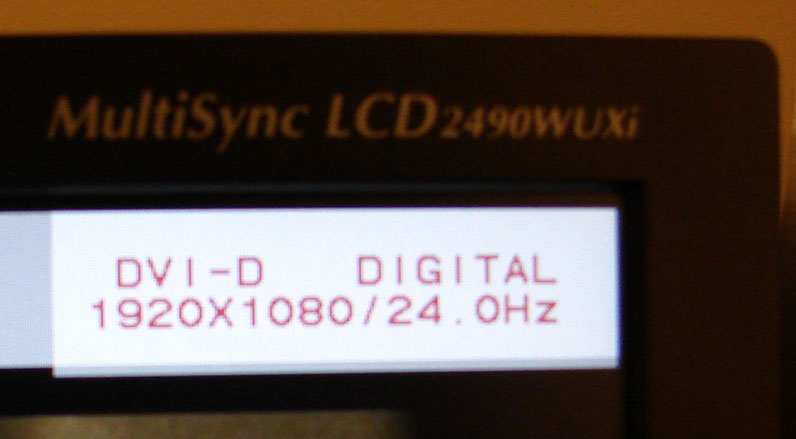 MultiSync LCD2490WUXi
DVI-D DIGITAL
1920X1080/24.0Hz